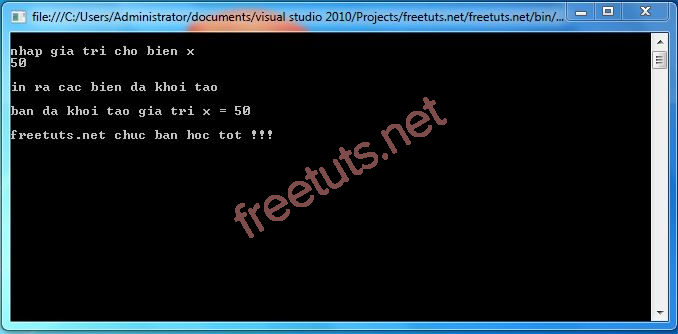 file:///C:/Users/Administrator/documents/visual studio 2010/Projects/freetuts.net/freetuts.net/bin/...
nhap gia tri cho bien x
50
in ra cac bien da khoi tao
ban da khoi tao gia tri x = 50
freetuts.net chuc ban hoc tot !!!
freetuts.net